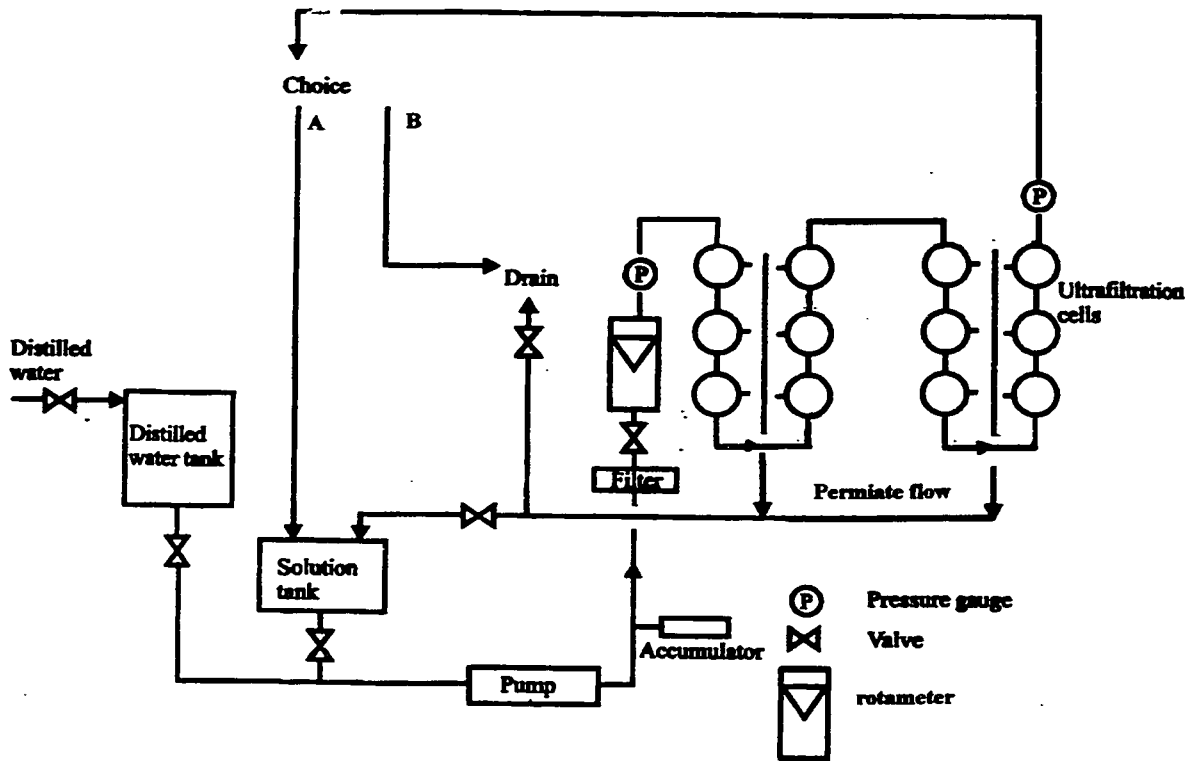 Choice
A
B
P
P
Drain
Ultrafiltration
cells
Distilled
water
Distilled
water tank
Filter
Permiate flow
Solution
tank
P
Pressure gauge
Valve
Accumulator
Pump
rotameter